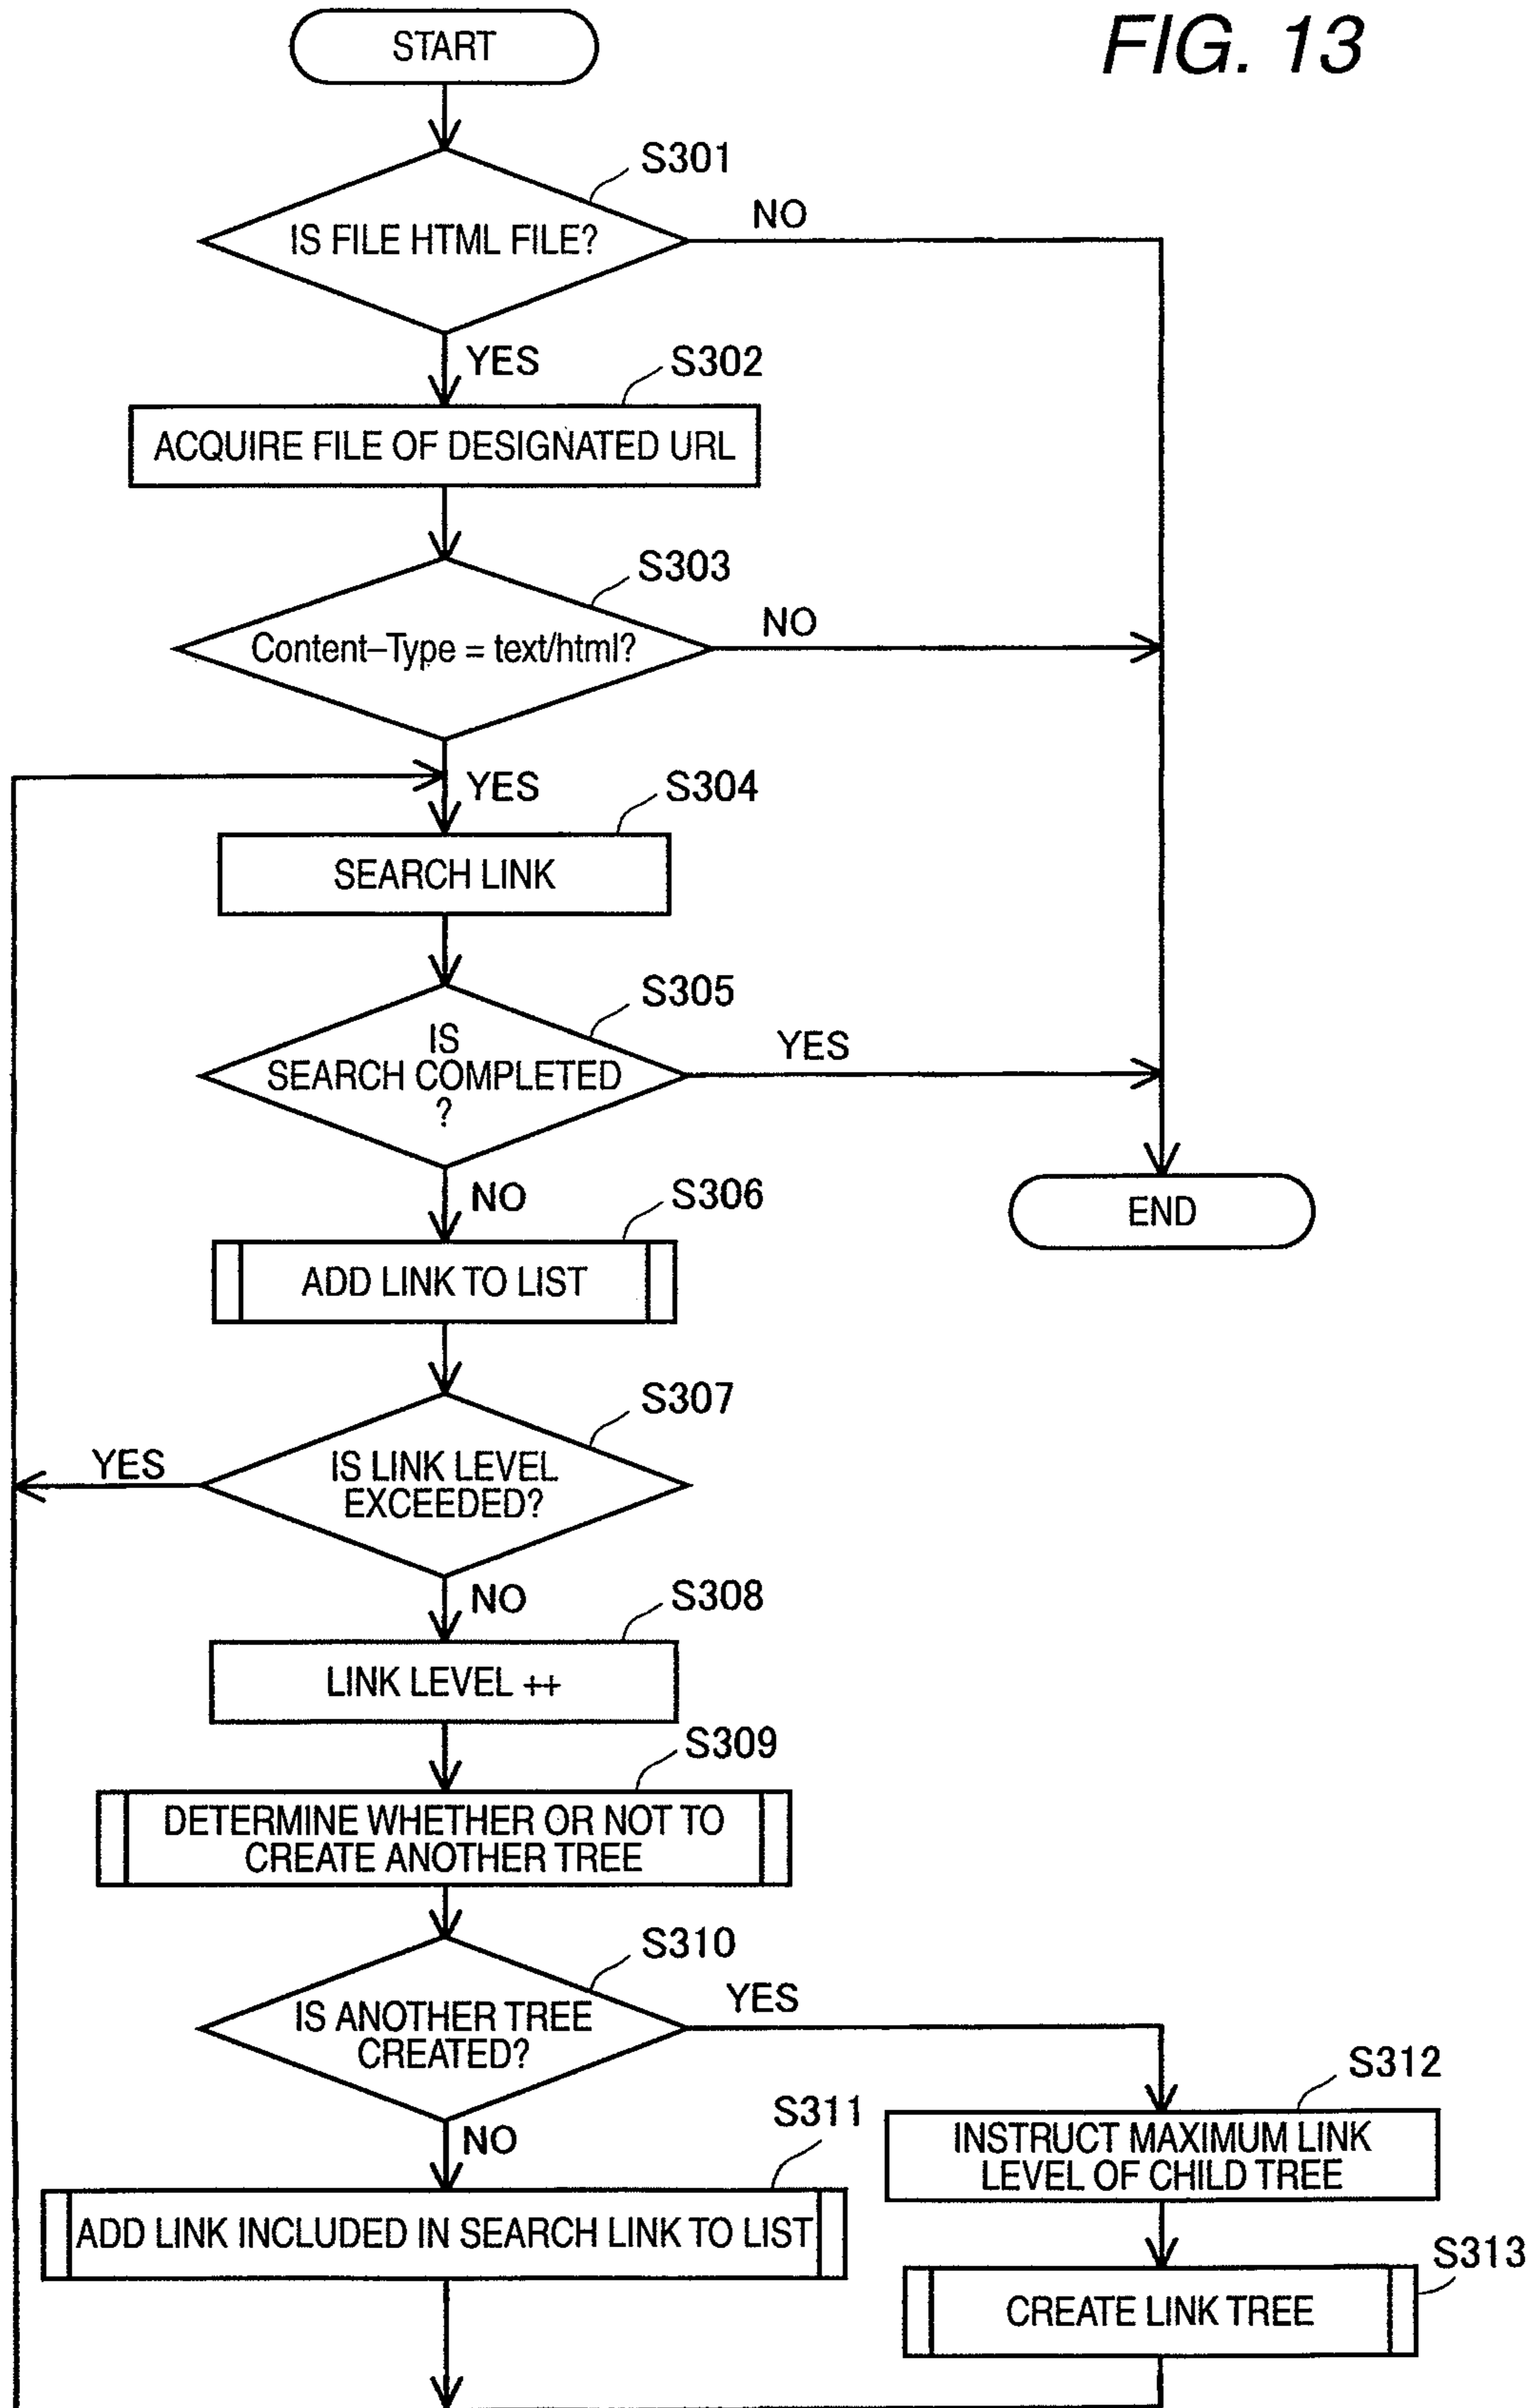 FIG. 13
START
S301
IS FILE HTML FILE?
NO
YES
S302
ACQUIRE FILE OF DESIGNATED URL
S303
Content–Type = text/html?
NO
YES
S304
SEARCH LINK
S305
IS
SEARCH COMPLETED
?
YES
NO
END
S306
ADD LINK TO LIST
S307
IS LINK LEVEL
EXCEEDED?
YES
NO
S308
LINK LEVEL ++
S309
DETERMINE WHETHER OR NOT TO
CREATE ANOTHER TREE
S310
IS ANOTHER TREE
CREATED?
YES
NO
S311
ADD LINK INCLUDED IN SEARCH LINK TO LIST
S312
INSTRUCT MAXIMUM LINK
LEVEL OF CHILD TREE
S313
CREATE LINK TREE